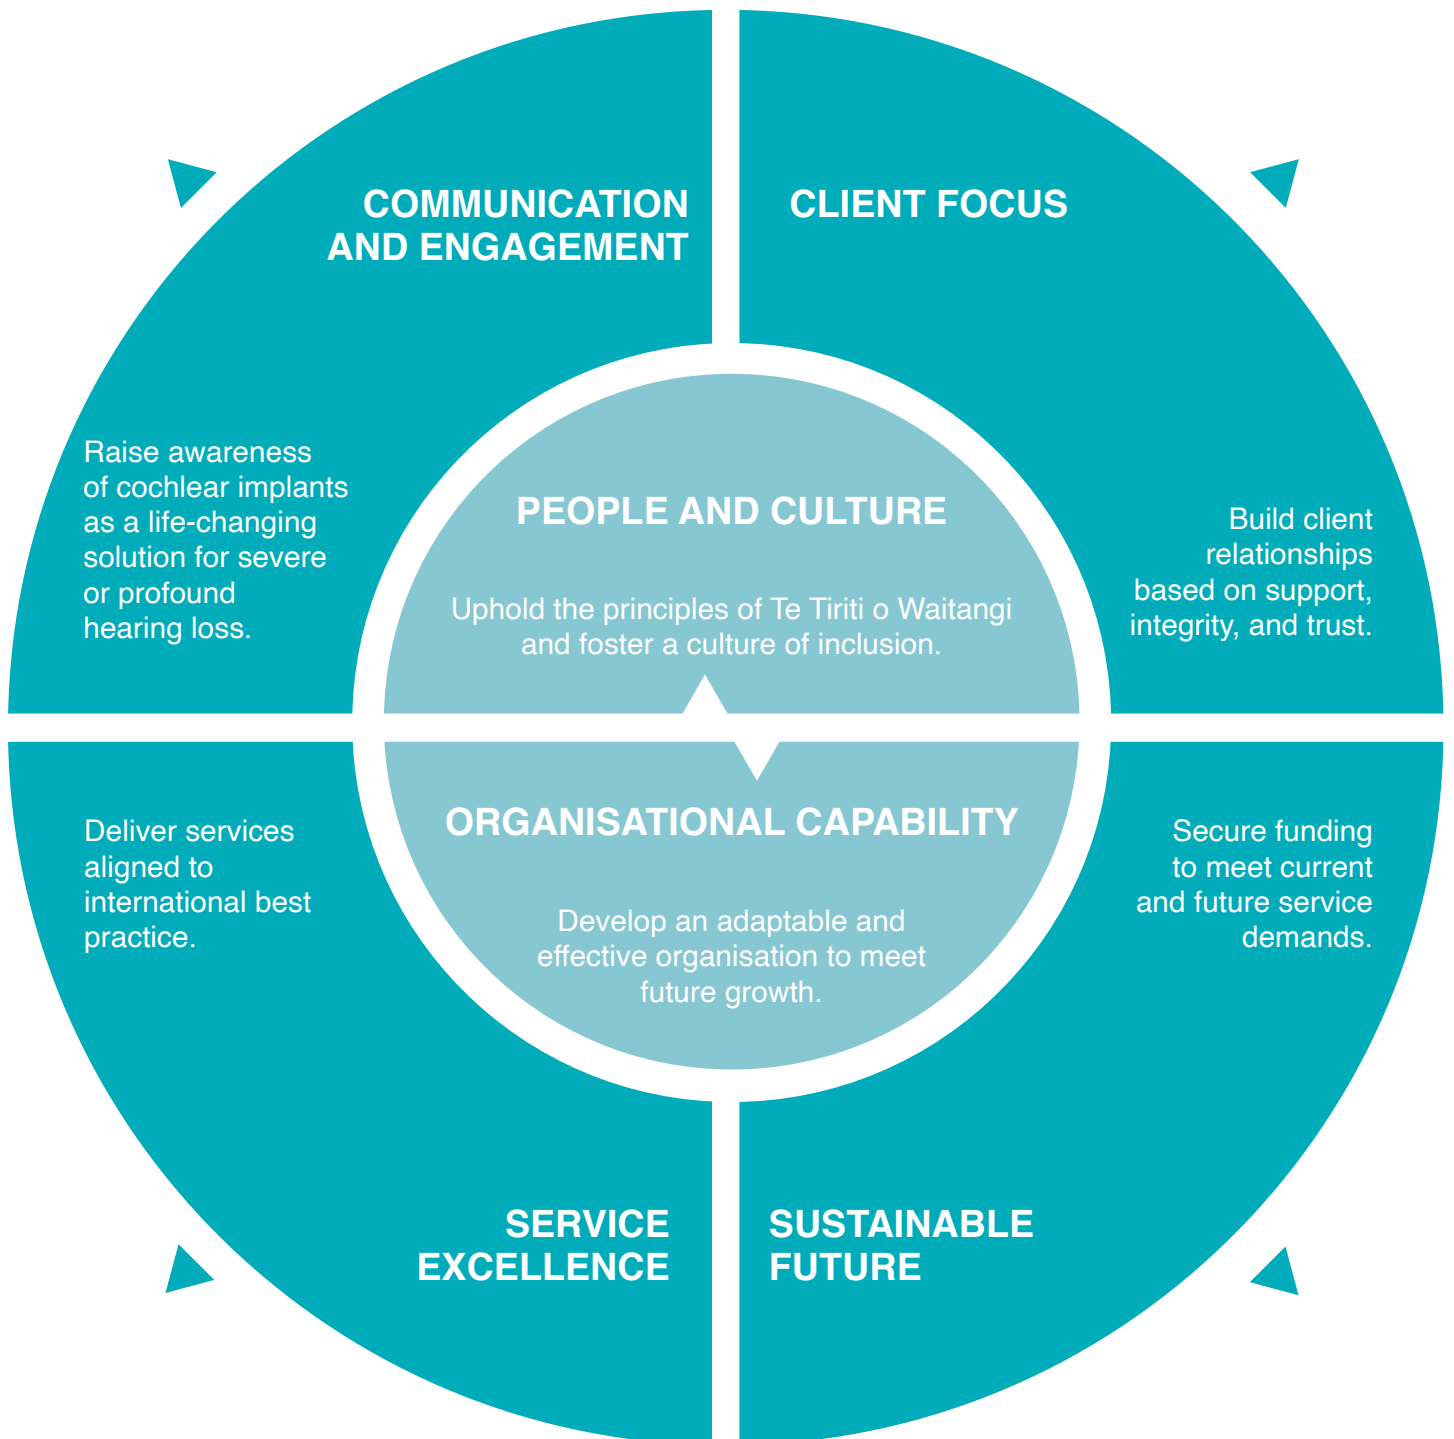 COMMUNICATION
AND ENGAGEMENT
Raise awareness
of cochlear implants
as a life-changing
solution for severe
or profound
hearing loss.
CLIENT FOCUS
Build client
relationships
based on support,
integrity, and trust.
PEOPLE AND CULTURE
Uphold the principles of Te Tiriti o Waitangi
and foster a culture of inclusion.
ORGANISATIONAL CAPABILITY
Develop an adaptable and
effective organisation to meet
future growth.
Deliver services
aligned to
international best
practice.
SERVICE
EXCELLENCE
Secure funding
to meet current
and future service
demands.
SUSTAINABLE
FUTURE